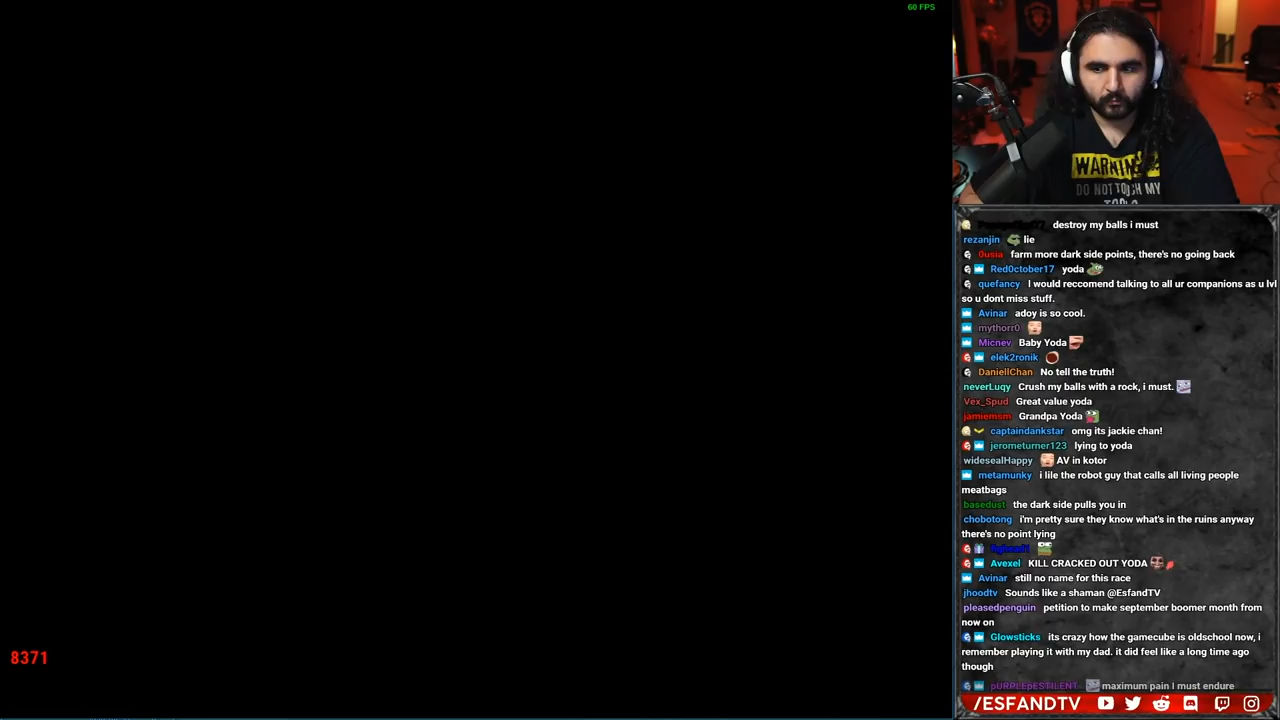 60 FPS
WARNING
DO NOT TOUCH MY
destroy my balls i must
rezanjin lie
0usia farm more dark side points, there's no going back
Red0ctober17 yoda
quefancy I would reccomend talking to all ur companions as u lvl
so u dont miss stuff.
Avinar adoy is so cool.
mythorr0
Micnev Baby Yoda
elek2ronik
DaniellChan No tell the truth!
neverLuqy Crush my balls with a rock, i must.
Vex_Spud Great value yoda
jamiemsm Grandpa Yoda
captaindankstar omg its jackie chan!
jerometurner123 lying to yoda
widesealHappy AV in kotor
metamunky i lile the robot guy that calls all living people
meatbags
basedust the dark side pulls you in
chobotong i'm pretty sure they know what's in the ruins anyway
there's no point lying
Avexel KILL CRACKED OUT YODA
Avinar still no name for this race
jhoodtv Sounds like a shaman @EsfandTV
pleasedpenguin petition to make september boomer month from
now on
Glowsticks its crazy how the gamecube is oldschool now, i
remember playing it with my dad. it did feel like a long time ago
though
pURPLEpESTILENT maximum pain I must endure
8371
/ESFANDTV